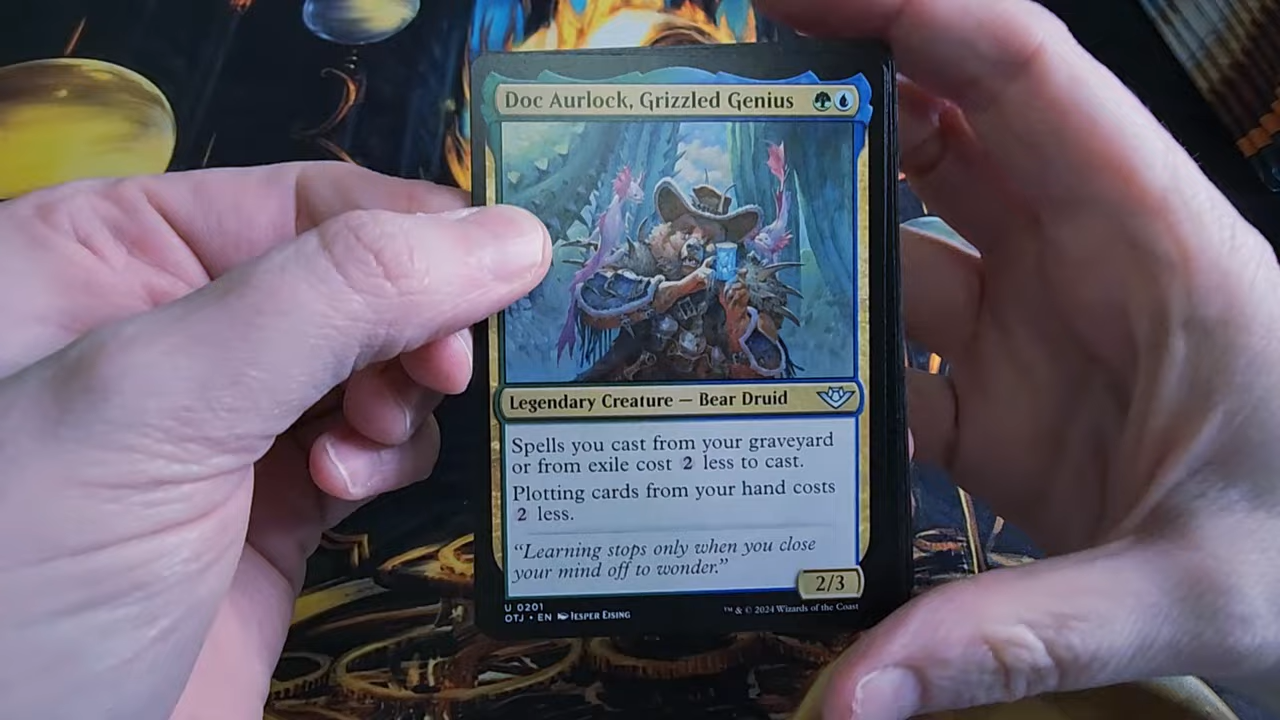 Doc Aurlock, Grizzled Genius
Legendary Creature — Bear Druid
Spells you cast from your graveyard
or from exile cost 2 less to cast.
Plotting cards from your hand costs
2 less.
“Learning stops only when you close
your mind off to wonder.”
2/3
U 0201
OTJ • EN Jesper Eising
™ & © 2024 Wizards of the Coast